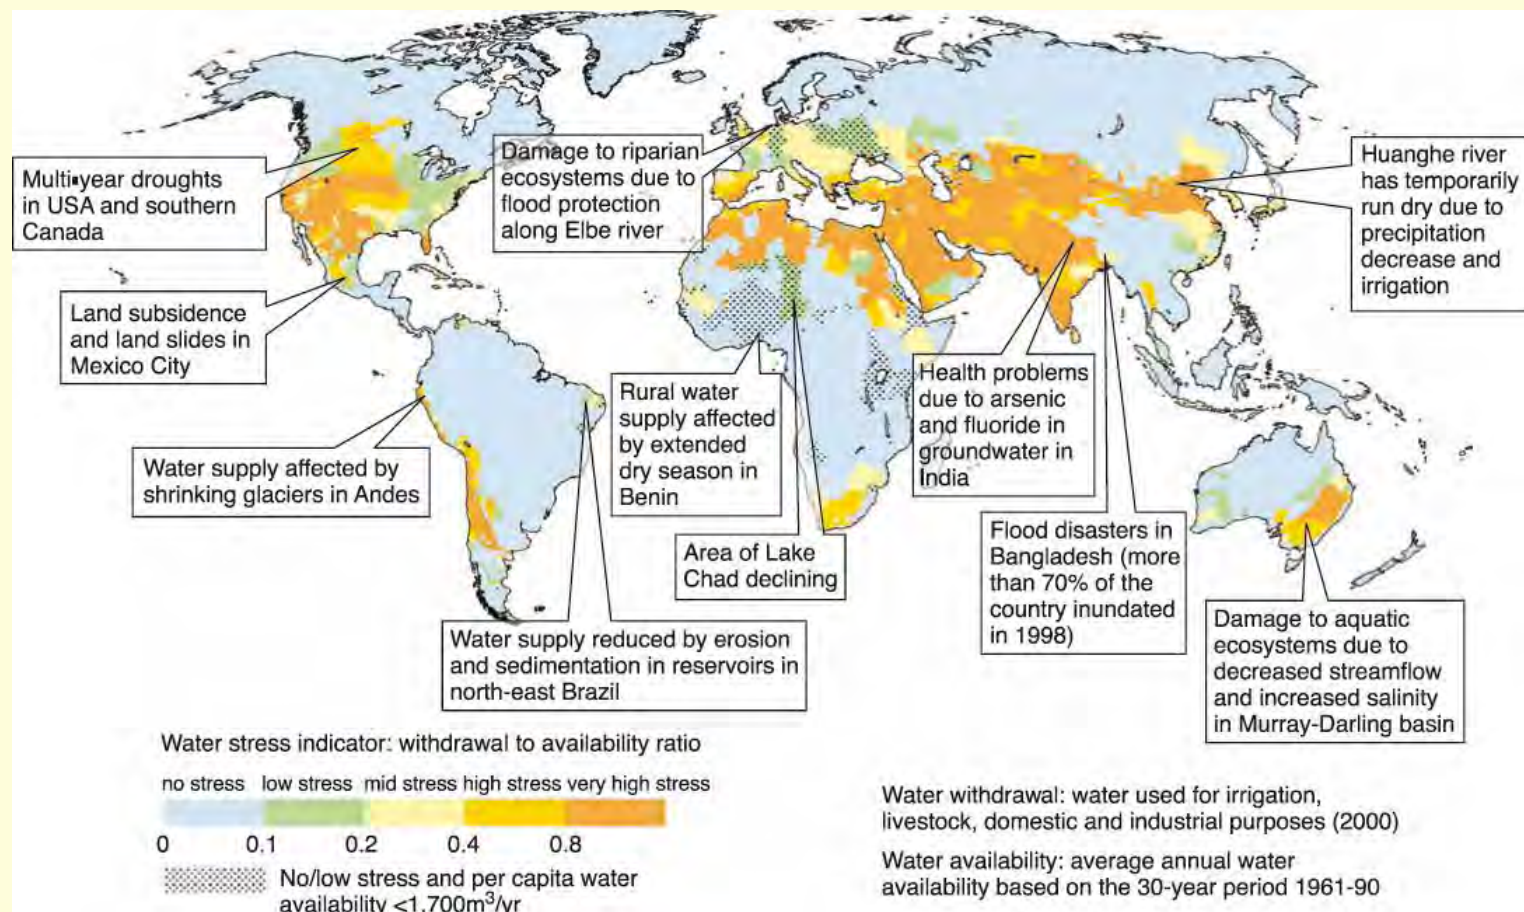 Multi-year droughts
in USA and southern
Canada
Land subsidence
and land slides in
Mexico City
Water supply affected by
shrinking glaciers in Andes
Damage to riparian
ecosystems due to
flood protection
along Elbe river
Rural water
supply affected
by extended
dry season in
Benin
Area of Lake
Chad declining
Water supply reduced by erosion
and sedimentation in reservoirs in
north-east Brazil
Health problems
due to arsenic
and fluoride in
groundwater in
India
Flood disasters in
Bangladesh (more
than 70% of the
country inundated
in 1998)
Huanghe river
has temporarily
run dry due to
precipitation
decrease and
irrigation
Damage to aquatic
ecosystems due to
decreased streamflow
and increased salinity
in Murray-Darling basin
Water stress indicator: withdrawal to availability ratio
no stress low stress mid stress high stress very high stress
0 0.1 0.2 0.4 0.8
No/low stress and per capita water
availability <1,700m³/yr
Water withdrawal: water used for irrigation,
livestock, domestic and industrial purposes (2000)
Water availability: average annual water
availability based on the 30-year period 1961-90